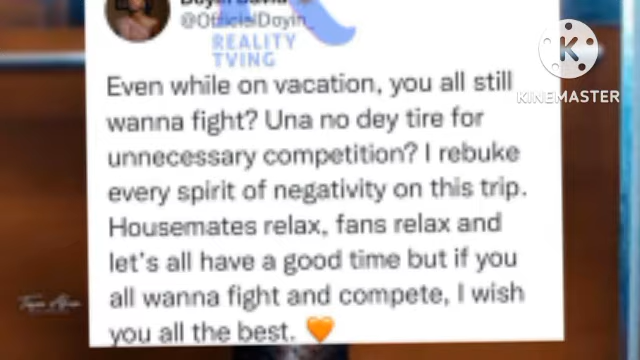 @OfficialDoyin_
REALITY
TVING
KINEMASTER
Even while on vacation, you all still
wanna fight? Una no dey tire for
unnecessary competition? I rebuke
every spirit of negativity on this trip.
Housemates relax, fans relax and
let's all have a good time but if you
all wanna fight and compete, I wish
you all the best. 🧡